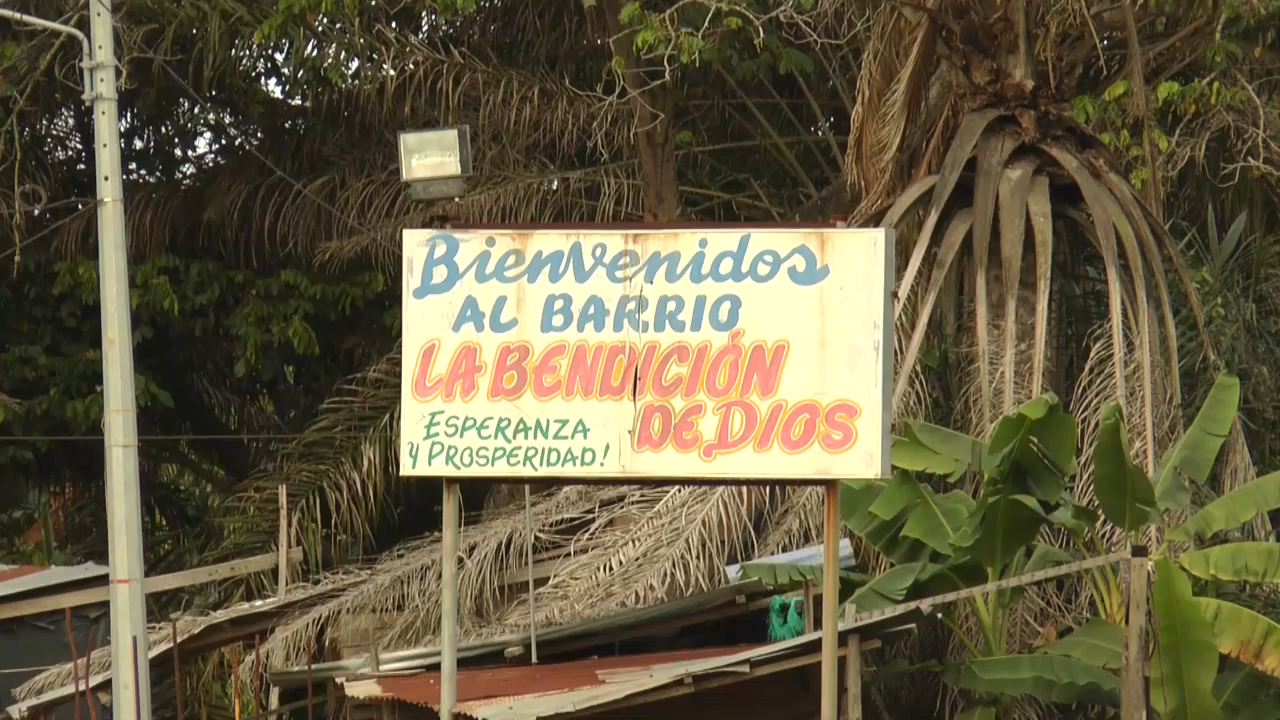 Bienvenidos
AL BARRIO
LA BENDICIÓN
DE DIOS
ESPERANZA
y PROSPERIDAD!